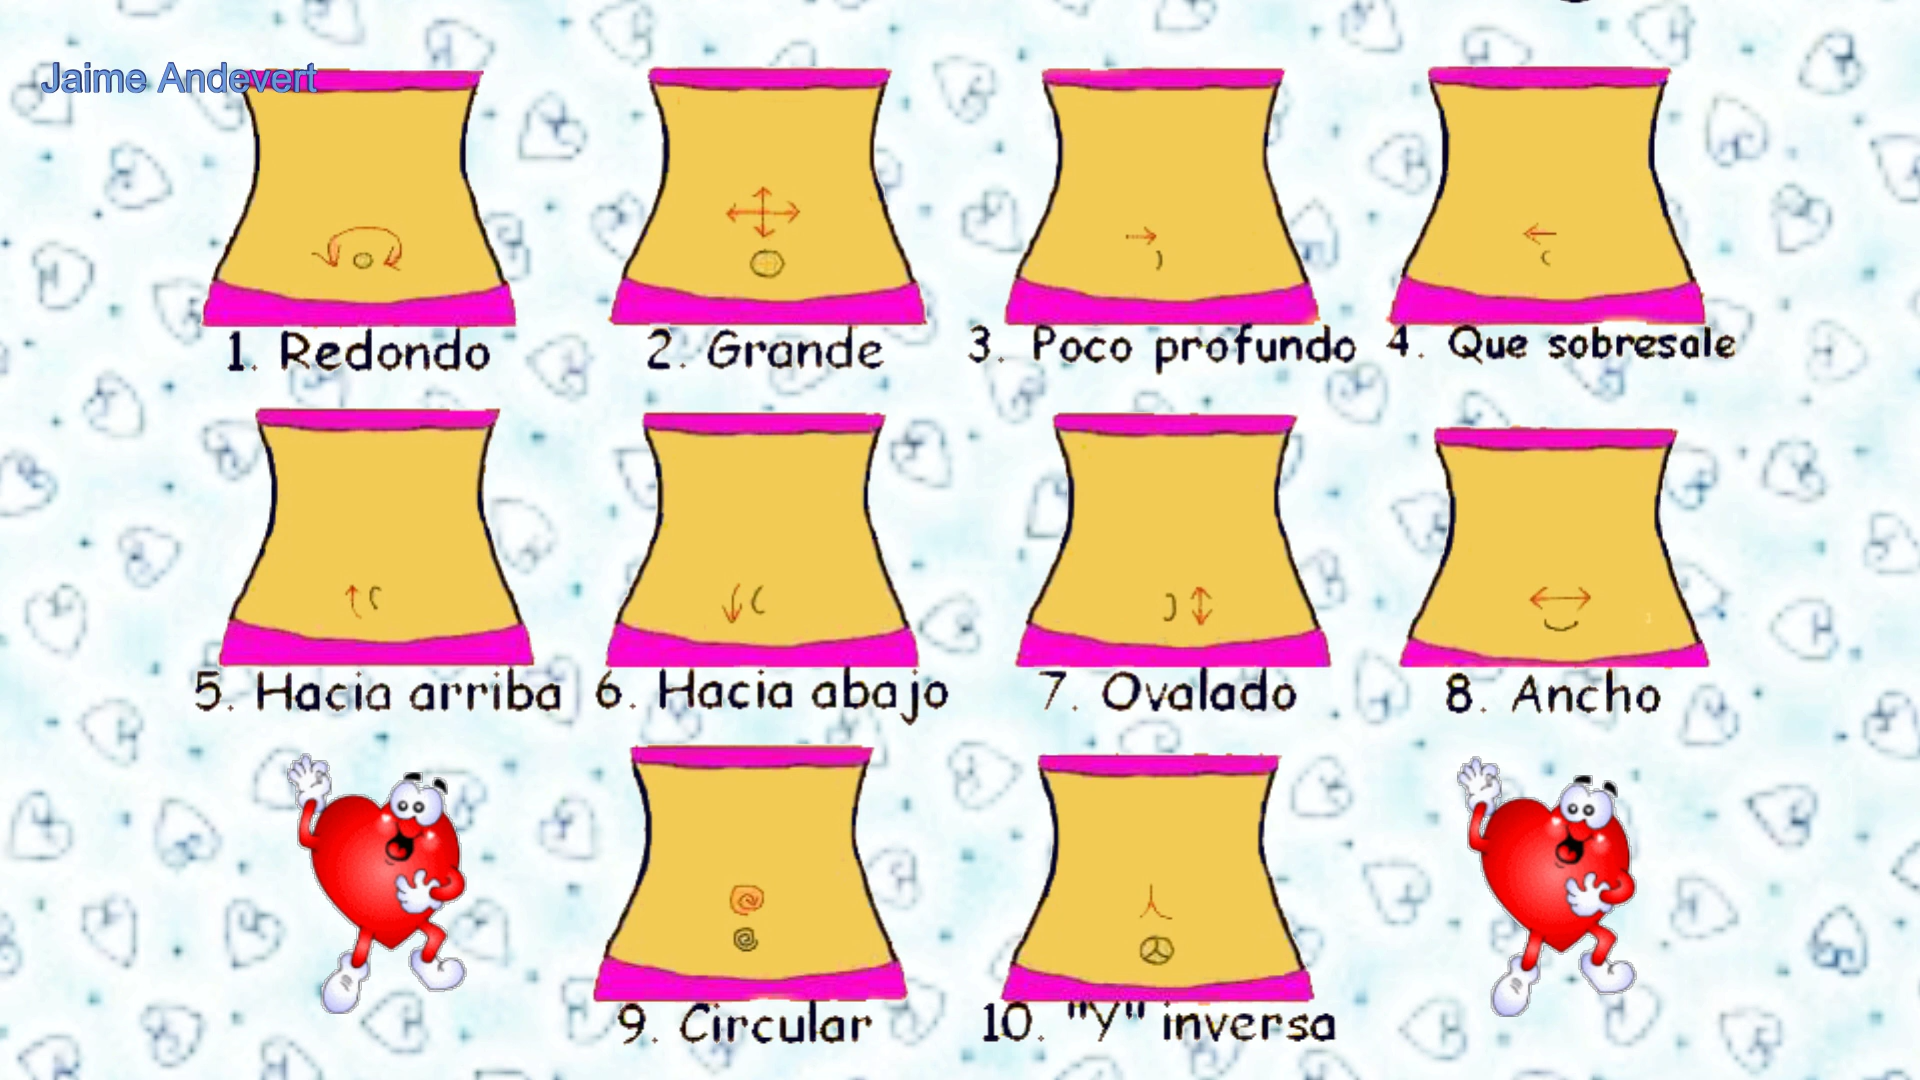 Jaime Andevert
1. Redondo
2. Grande
3. Poco profundo
4. Que sobresale
5. Hacia arriba
6. Hacia abajo
7. Ovalado
8. Ancho
9. Circular
10. "Y" inversa